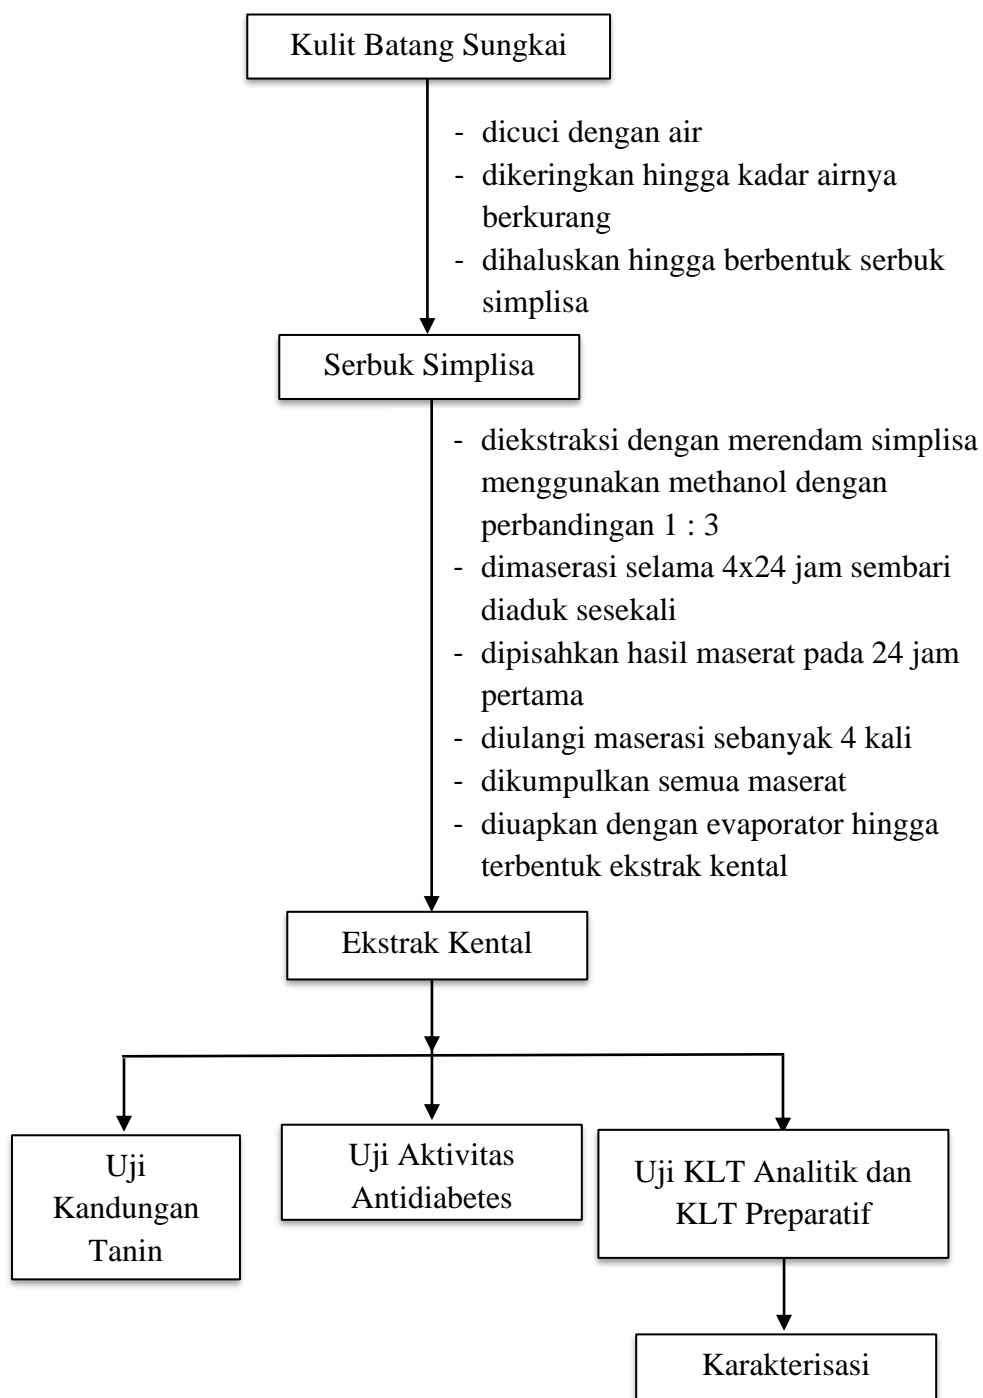 Kulit Batang Sungkai
- dicuci dengan air
- dikeringkan hingga kadar airnya
berkurang
- dihaluskan hingga berbentuk serbuk
simplisa
Serbuk Simplisa
- diekstraksi dengan merendam simplisa
menggunakan methanol dengan
perbandingan 1 : 3
- dimaserasi selama 4x24 jam sembari
diaduk sesekali
- dipisahkan hasil maserat pada 24 jam
pertama
- diulangi maserasi sebanyak 4 kali
- dikumpulkan semua maserat
- diuapkan dengan evaporator hingga
terbentuk ekstrak kental
Ekstrak Kental
Uji
Kandungan
Tanin
Uji Aktivitas
Antidiabetes
Uji KLT Analitik dan
KLT Preparatif
Karakterisasi